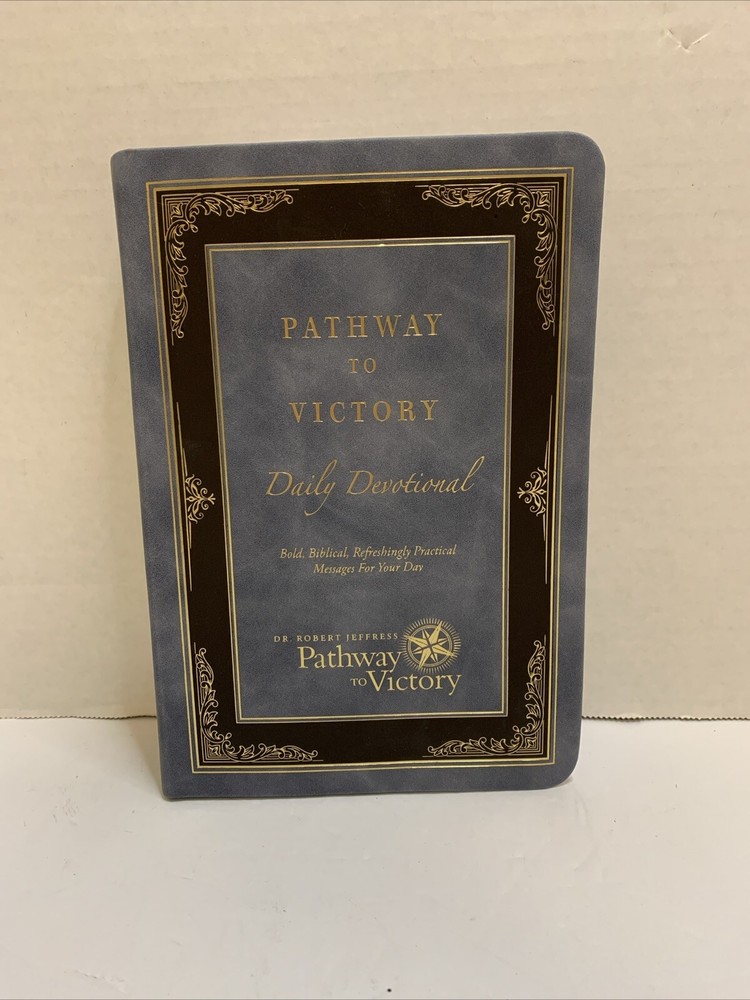 PATHWAY
TO
VICTORY
Daily Devotional
Bold, Biblical, Refreshingly Practical
Messages For Your Day
DR. ROBERT JEFFRESS
Pathway
TO Victory